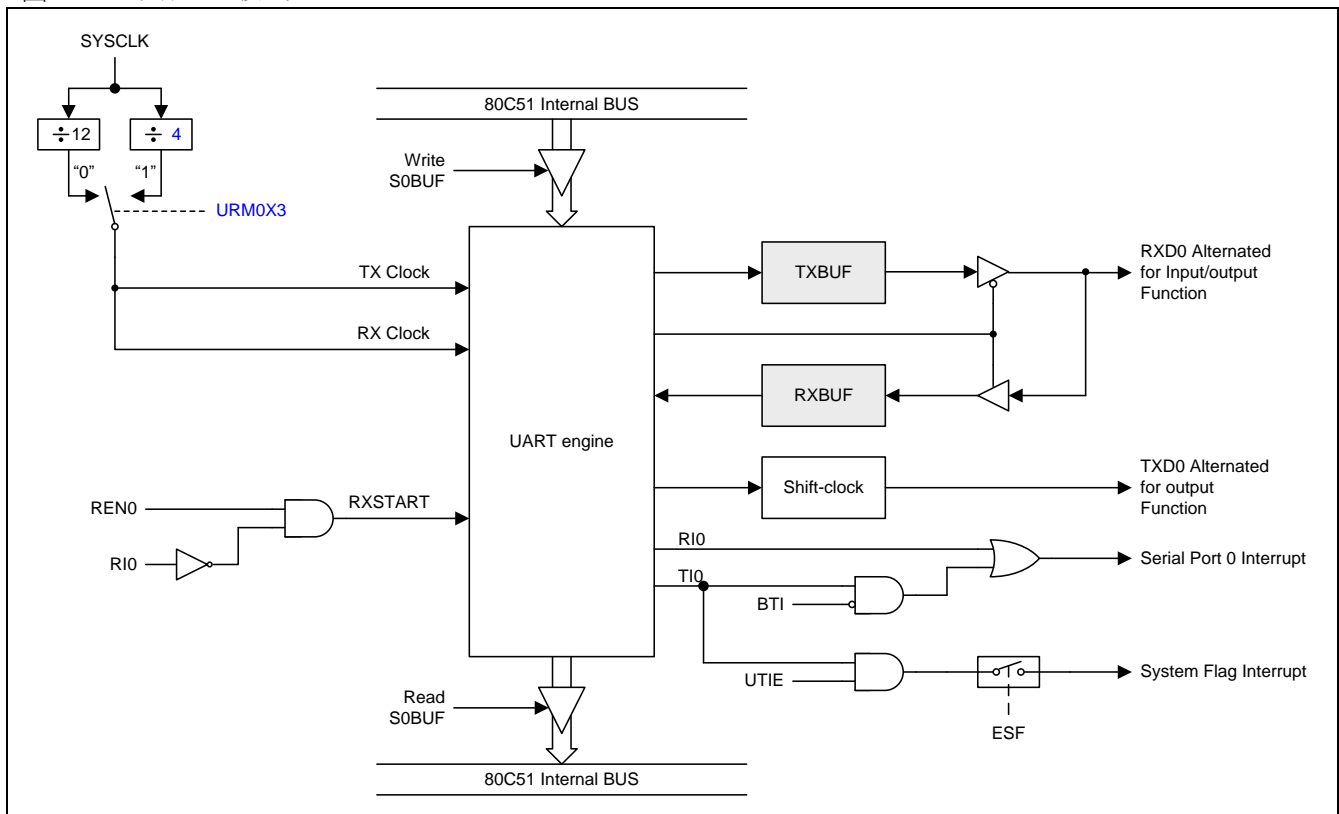 SYSCLK
÷12
÷ 4
“0”
“1”
URM0X3
80C51 Internal BUS
Write
S0BUF
TX Clock
RX Clock
UART engine
TXBUF
RXD0 Alternated
for Input/output
Function
RXBUF
Shift-clock
TXD0 Alternated
for output
Function
REN0
RXSTART
RI0
RI0
TI0
BTI
Serial Port 0 Interrupt
UTIE
System Flag Interrupt
ESF
Read
S0BUF
80C51 Internal BUS